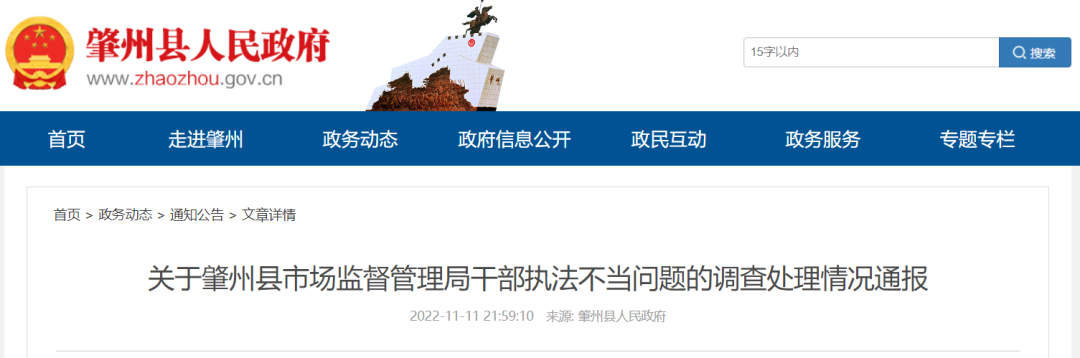 肇州县人民政府
www.zhaozhou.gov.cn
15字以内
搜索
首页 走进肇州 政务动态 政府信息公开 政民互动 政务服务 专题专栏
首页 > 政务动态 > 通知公告 > 文章详情
关于肇州县市场监督管理局干部执法不当问题的调查处理情况通报
2022-11-11 21:59:10 来源: 肇州县人民政府